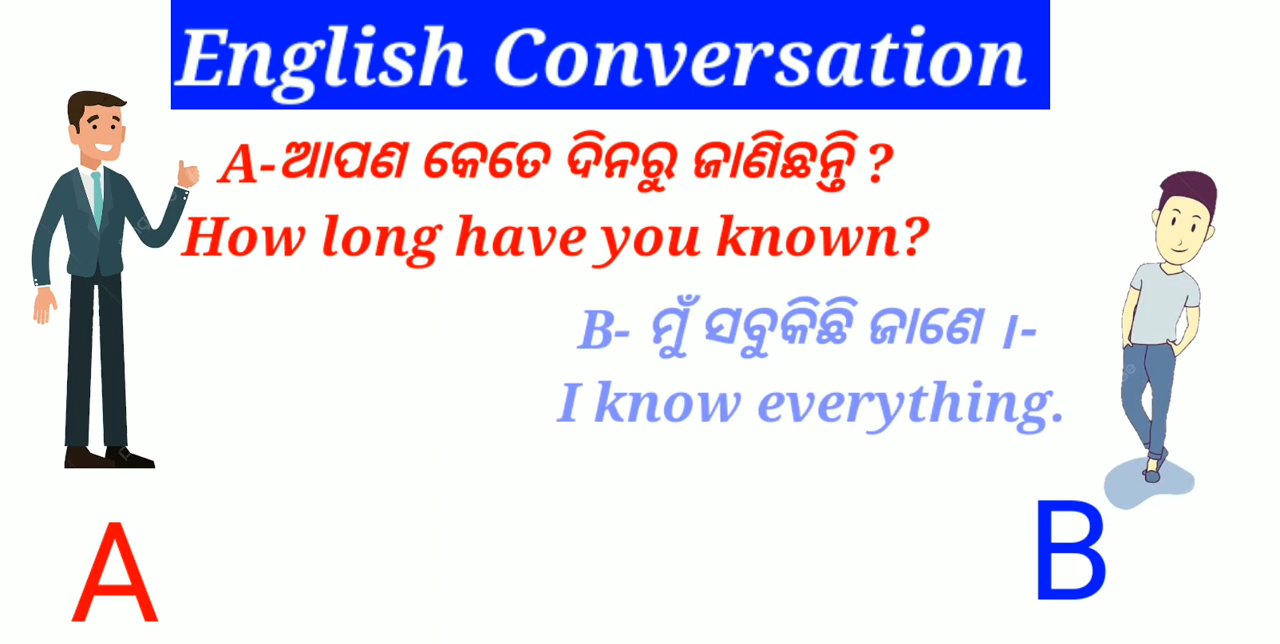 English Conversation
A-ଆପଣ କେତେ ଦିନରୁ ଜାଣିଛନ୍ତି ?
How long have you known?
B- ମୁଁ ସବୁକିଛି ଜାଣେ ।-
I know everything.
A
B